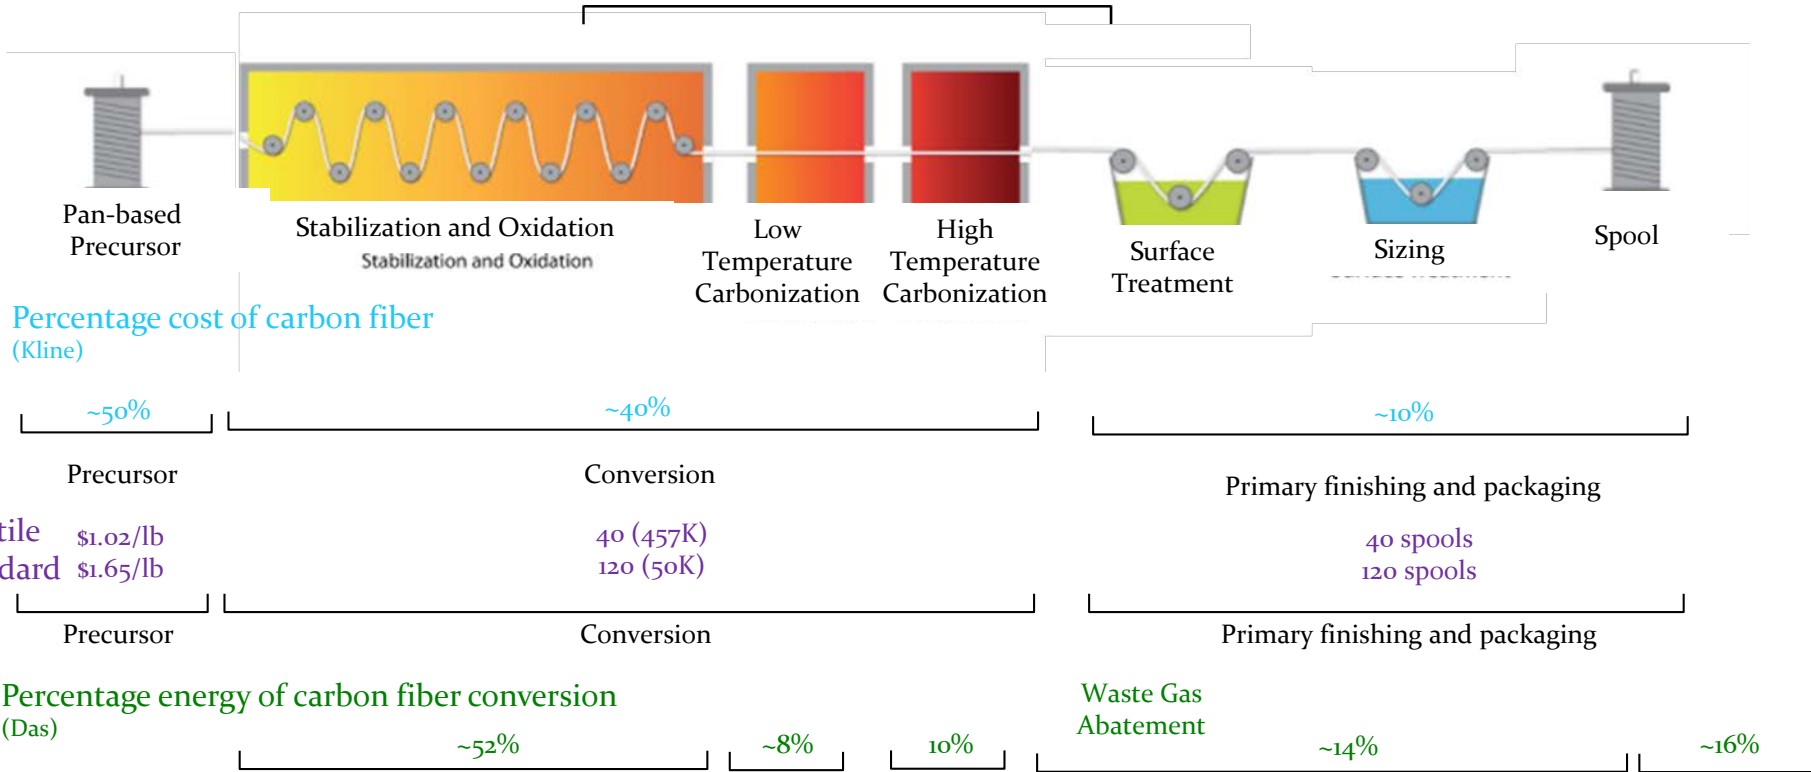 Pan-based
Precursor
Stabilization and Oxidation
Stabilization and Oxidation
Low
Temperature
Carbonization
High
Temperature
Carbonization
Surface
Treatment
Sizing
Spool
Percentage cost of carbon fiber
(Kline)
~50%
~40%
~10%
Precursor
Conversion
Primary finishing and packaging
tile $1.02/lb
40 (457K)
40 spools
dard $1.65/lb
120 (50K)
120 spools
Precursor
Conversion
Primary finishing and packaging
Percentage energy of carbon fiber conversion
(Das)
Waste Gas
Abatement
~52%
~8%
10%
~14%
~16%